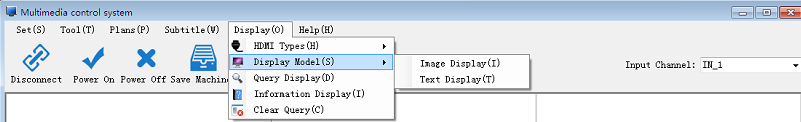 Multimedia control system
Set(S) Tool(T) Plans(P) Subtitle(W) Display(O) Help(H)
HDMI Types(H)
Display Model(S)
Image Display(I)
Query Display(D)
Text Display(T)
Information Display(I)
Clear Query(C)
Disconnect Power On Power Off Save Machin
Input Channel: IN_1